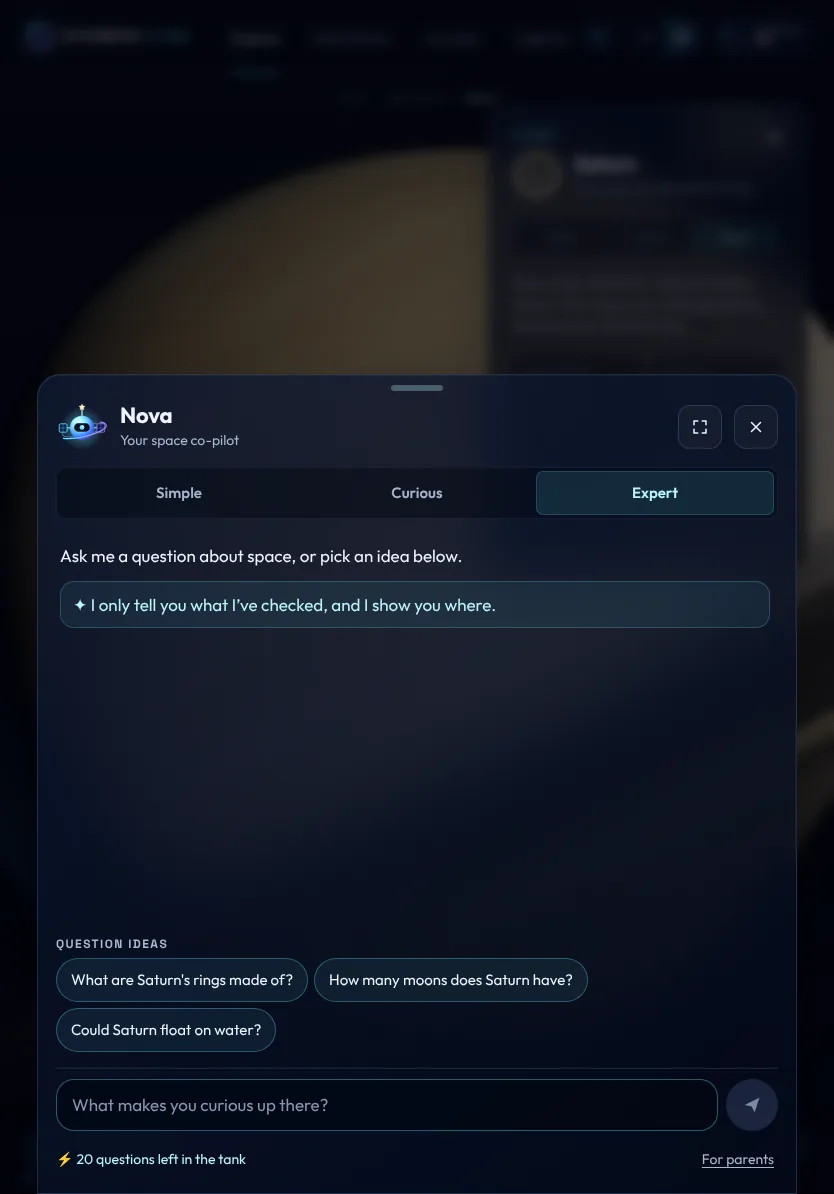 Nova
Your space co-pilot
Simple
Curious
Expert
Ask me a question about space, or pick an idea below.
✦ I only tell you what I’ve checked, and I show you where.
QUESTION IDEAS
What are Saturn's rings made of?
How many moons does Saturn have?
Could Saturn float on water?
What makes you curious up there?
⚡ 20 questions left in the tank
For parents